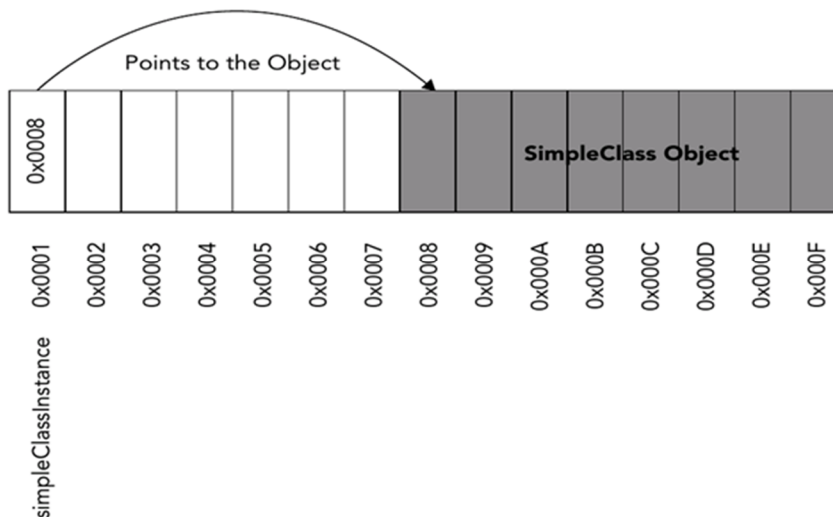 Points to the Object
0x0008
SimpleClass Object
0x0001
0x0002
0x0003
0x0004
0x0005
0x0006
0x0007
0x0008
0x0009
0x000A
0x000B
0x000C
0x000D
0x000E
0x000F
simpleClassInstance